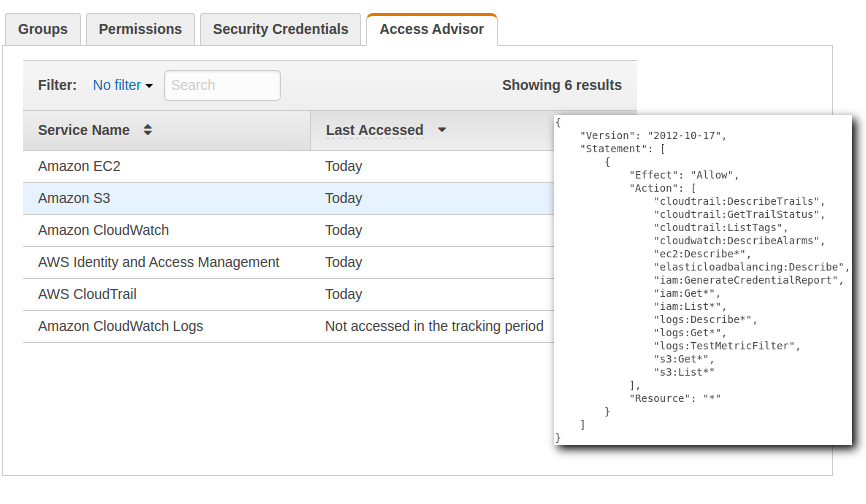 Groups
Permissions
Security Credentials
Access Advisor
Filter: No filter Search Showing 6 results
Service Name Last Accessed
Amazon EC2 Today
Amazon S3 Today
Amazon CloudWatch Today
AWS Identity and Access Management Today
AWS CloudTrail Today
Amazon CloudWatch Logs Not accessed in the tracking period
{
    "Version": "2012-10-17",
    "Statement": [
        {
            "Effect": "Allow",
            "Action": [
                "cloudtrail:DescribeTrails",
                "cloudtrail:GetTrailStatus",
                "cloudtrail:ListTags",
                "cloudwatch:DescribeAlarms",
                "ec2:Describe*",
                "elasticloadbalancing:Describe",
                "iam:GenerateCredentialReport",
                "iam:Get*",
                "iam:List*",
                "logs:Describe*",
                "logs:Get*",
                "logs:TestMetricFilter",
                "s3:Get*",
                "s3:List*"
            ],
            "Resource": "*"
        }
    ]
}